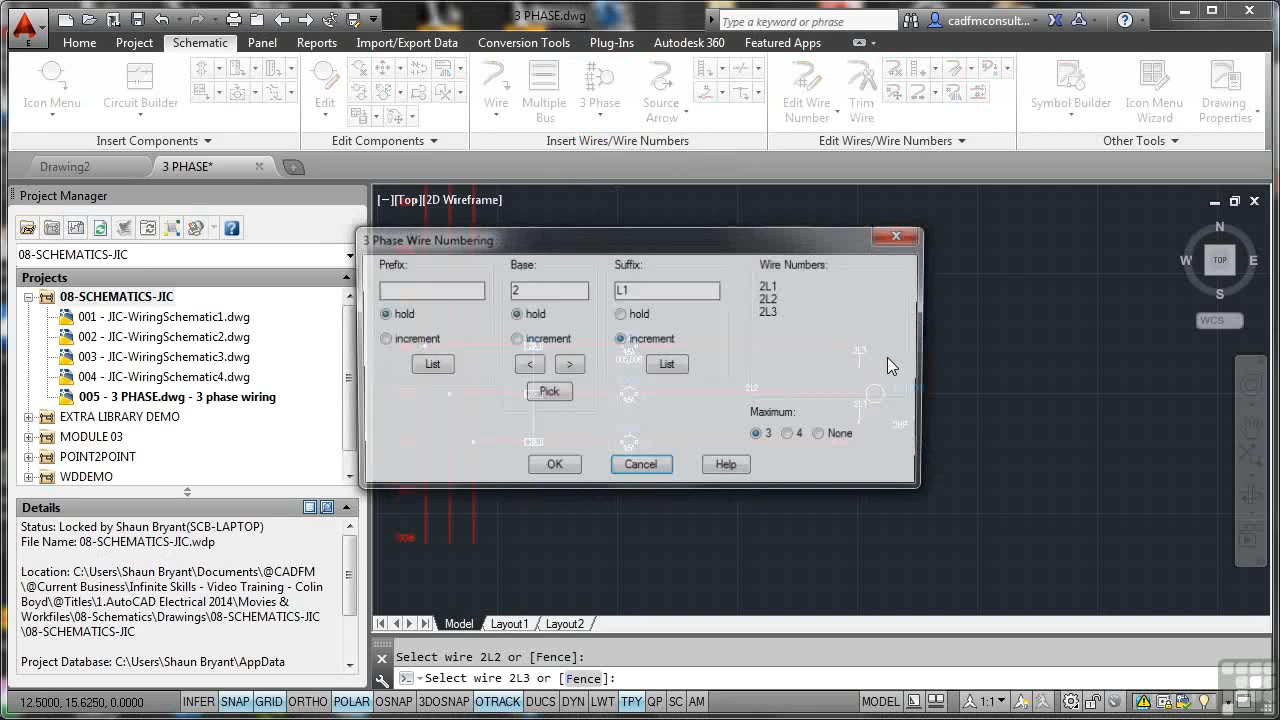 3 PHASE.dwg
Type a keyword or phrase
cadfmconsult...
E
Home Project Schematic Panel Reports Import/Export Data Conversion Tools Plug-Ins Autodesk 360 Featured Apps
Icon Menu
Circuit Builder
Edit
Wire
Multiple Bus
3 Phase
Source Arrow
Edit Wire Number
Trim Wire
Symbol Builder
Icon Menu Wizard
Drawing Properties
Insert Components
Edit Components
Insert Wires/Wire Numbers
Edit Wires/Wire Numbers
Other Tools
Drawing2
3 PHASE*
Project Manager
08-SCHEMATICS-JIC
Projects
08-SCHEMATICS-JIC
001 - JIC-WiringSchematic1.dwg
002 - JIC-WiringSchematic2.dwg
003 - JIC-WiringSchematic3.dwg
004 - JIC-WiringSchematic4.dwg
005 - 3 PHASE.dwg - 3 phase wiring
EXTRA LIBRARY DEMO
MODULE 03
POINT2POINT
WDDEMO
Details
Status: Locked by Shaun Bryant(SCB-LAPTOP)
File Name: 08-SCHEMATICS-JIC.wdp
Location: C:\Users\Shaun Bryant\Documents\@CADFM
\@Current Business\Infinite Skills - Video Training - Colin
Boyd\@Titles\1.AutoCAD Electrical 2014\Movies &
Workfiles\08-Schematics\Drawings\08-SCHEMATICS-JIC
\08-SCHEMATICS-JIC
Project Database: C:\Users\Shaun Bryant\AppData
[−][Top][2D Wireframe]
N
W TOP E
S
WCS
3 Phase Wire Numbering
Prefix:
Base:
Suffix:
Wire Numbers:
2
L1
2L1
2L2
2L3
hold
hold
hold
increment
increment
increment
List
<
>
List
Pick
2L3
2L2
2L1
Maximum:
3
4
None
OK
Cancel
Help
008
Model
Layout1
Layout2
Select wire 2L2 or [Fence]:
Select wire 2L3 or [Fence]:
12.5000, 15.6250, 0.0000
INFER SNAP GRID ORTHO POLAR OSNAP 3DOSNAP OTRACK DUCS DYN LWT TPY QP SC AM
MODEL
1:1